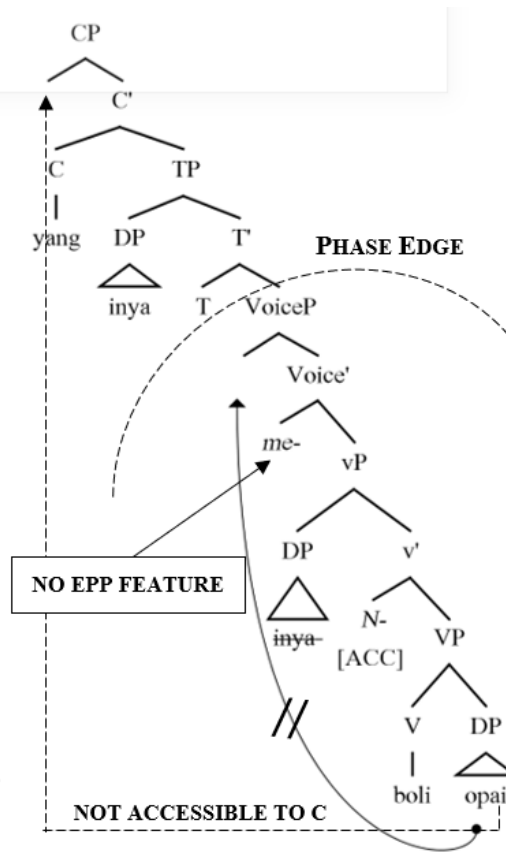 CP
C'
C TP
yang DP T'
PHASE EDGE
inya T VoiceP
Voice'
me-
vP
DP v'
NO EPP FEATURE
inya N-
[ACC] VP
V DP
boli opai
NOT ACCESSIBLE TO C